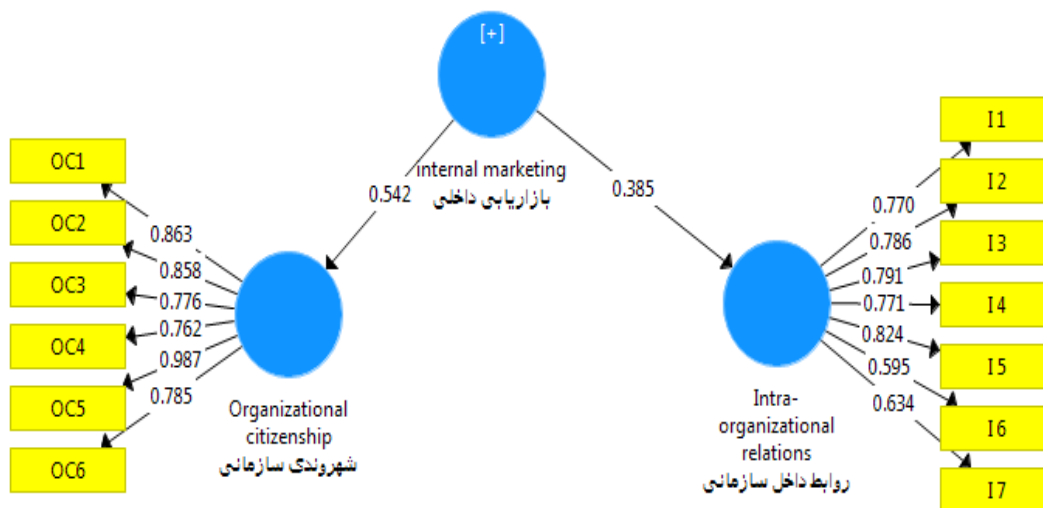 [+]
internal marketing
بازاریابی داخلی
0.542
0.385
OC1
OC2
OC3
OC4
OC5
OC6
0.863
0.858
0.776
0.762
0.987
0.785
Organizational
citizenship
شهروندی سازمانی
I1
I2
I3
I4
I5
I6
I7
0.770
0.786
0.791
0.771
0.824
0.595
0.634
Intra-
organizational
relations
روابط داخل سازمانی